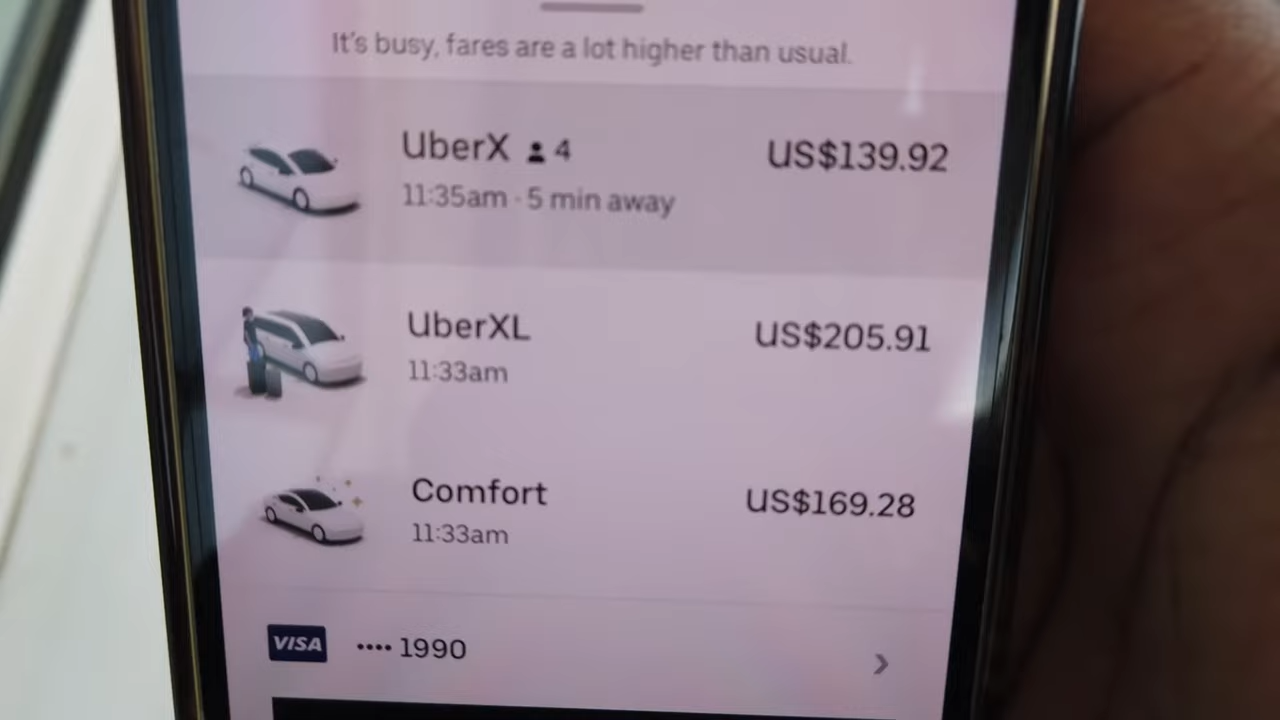 It's busy, fares are a lot higher than usual.
UberX 4 US$139.92
11:35am · 5 min away
UberXL US$205.91
11:33am
Comfort US$169.28
11:33am
VISA •••• 1990